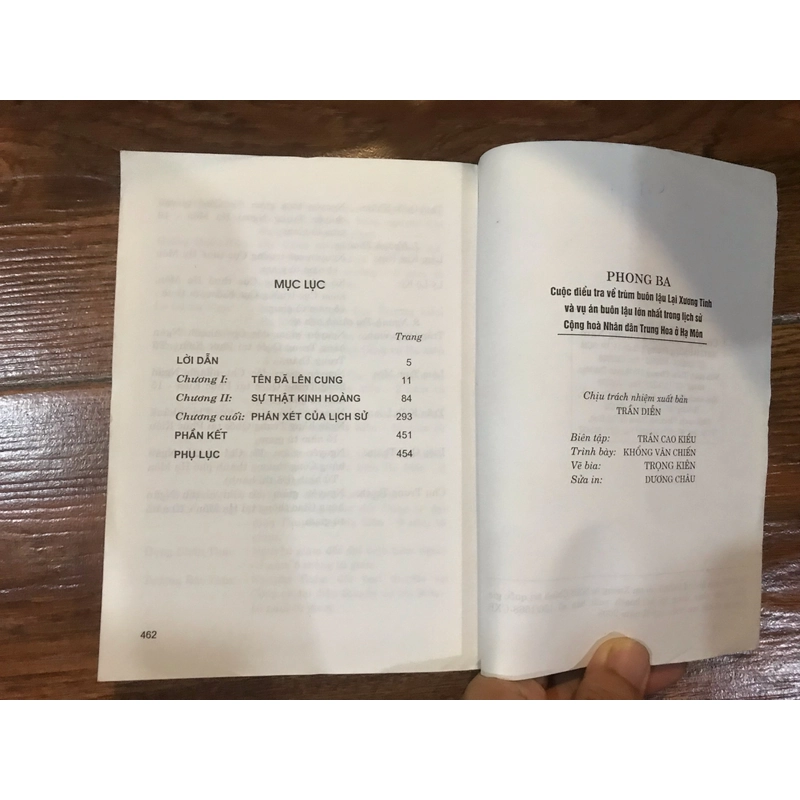 MỤC LỤC
Trang
LỜI DẪN 5
Chương I: TÊN ĐÃ LÊN CUNG 11
Chương II: SỰ THẬT KINH HOÀNG 84
Chương cuối: PHÁN XÉT CỦA LỊCH SỬ 293
PHẦN KẾT 451
PHỤ LỤC 454
462
PHONG BA
Cuộc điều tra về trùm buôn lậu Lại Xương Tinh
và vụ án buôn lậu lớn nhất trong lịch sử
Cộng hoà Nhân dân Trung Hoa ở Hạ Môn
Chịu trách nhiệm xuất bản
TRẦN DIỄN
Biên tập: TRẦN CAO KIỀU
Trình bày: KHỔNG VĂN CHIẾN
Vẽ bìa: TRỌNG KIÊN
Sửa in: DƯƠNG CHÂU